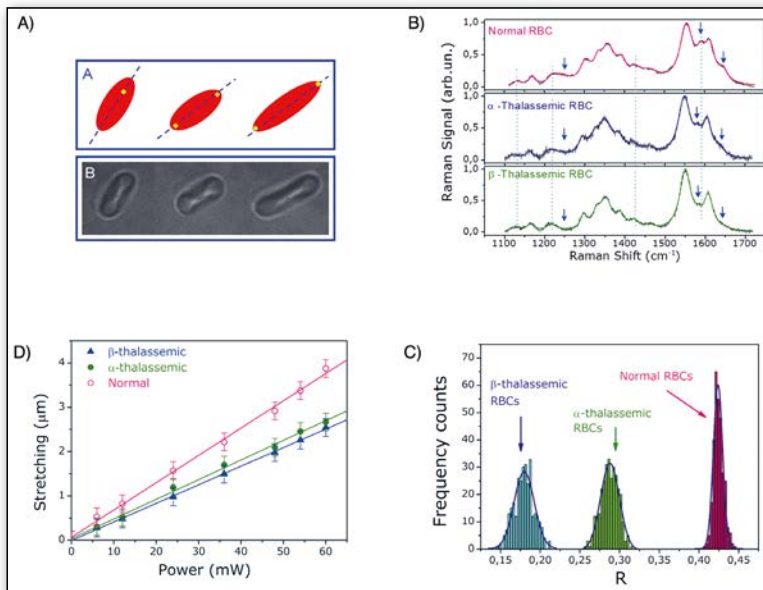 A)
A
B
B)
Normal RBC
α -Thalassemic RBC
β -Thalassemic RBC
Raman Signal (arb.un.)
1,0
0,5
0,0
1,0
0,5
0,0
1,0
0,5
0,0
1100 1200 1300 1400 1500 1600 1700
Raman Shift (cm⁻¹)
D)
β-thalassemic
α-thalassemic
Normal
Stretching (μm)
4
3
2
1
0
0 10 20 30 40 50 60
Power (mW)
C)
β-thalassemic
RBCs
α-thalassemic
RBCs
Normal RBCs
Frequency counts
70
60
50
40
30
20
10
0
0,15 0,20 0,25 0,30 0,35 0,40 0,45
R